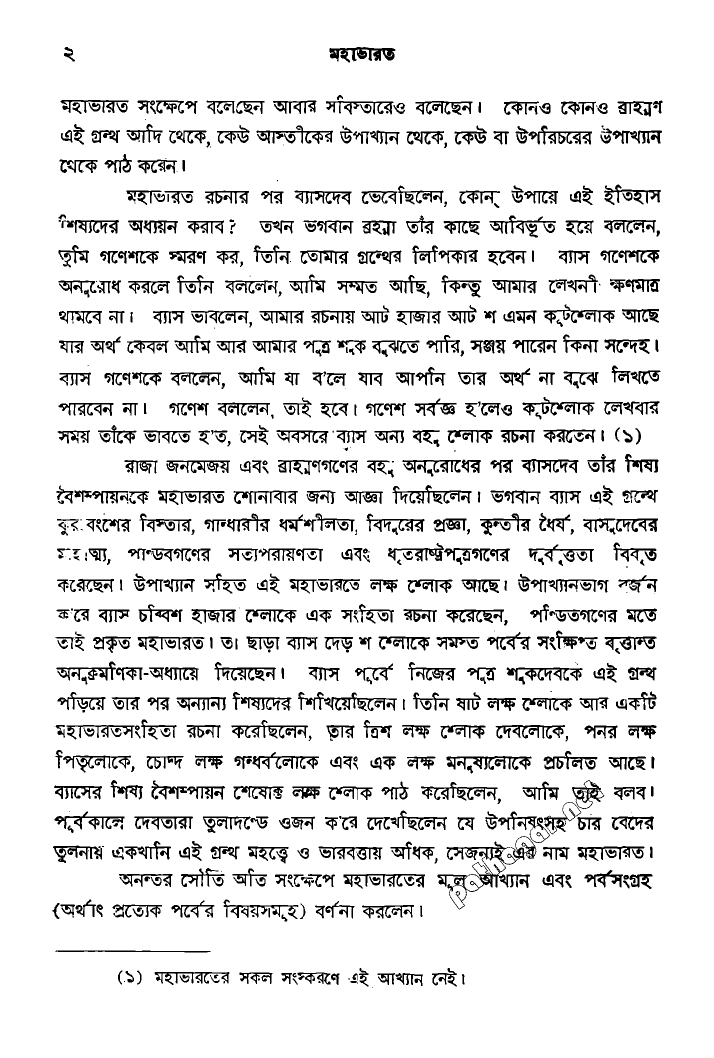 ২
মহাভারত
মহাভারত সংক্ষেপে বলেছেন আবার সবিস্তারেও বলেছেন। কোনও কোনও ব্রাহ্মণ
এই গ্রন্থ আদি থেকে, কেউ আস্তীকের উপাখ্যান থেকে, কেউ বা উপরিচরের উপাখ্যান
থেকে পাঠ করেন।
মহাভারত রচনার পর ব্যাসদেব ভেবেছিলেন, কোন্ উপায়ে এই ইতিহাস
শিষ্যদের অধ্যয়ন করাব? তখন ভগবান ব্রহ্মা তাঁর কাছে আবির্ভূত হয়ে বললেন,
তুমি গণেশকে স্মরণ কর, তিনি তোমার গ্রন্থের লিপিকার হবেন। ব্যাস গণেশকে
অনুরোধ করলে তিনি বললেন, আমি সম্মত আছি, কিন্তু আমার লেখনী ক্ষণমাত্র
থামবে না। ব্যাস ভাবলেন, আমার রচনায় আট হাজার আট শ এমন কূটশ্লোক আছে
যার অর্থ কেবল আমি আর আমার পুত্র শুক বুঝতে পারি, সঞ্জয় পারেন কিনা সন্দেহ।
ব্যাস গণেশকে বললেন, আমি যা ব'লে যাব আপনি তার অর্থ না বুঝে লিখতে
পারবেন না। গণেশ বললেন, তাই হবে। গণেশ সর্বজ্ঞ হ'লেও কূটশ্লোক লেখবার
সময় তাঁকে ভাবতে হ'ত, সেই অবসরে ব্যাস অন্য বহু শ্লোক রচনা করতেন। (১)
রাজা জনমেজয় এবং ব্রাহ্মণগণের বহু অনুরোধের পর ব্যাসদেব তাঁর শিষ্য
বৈশম্পায়নকে মহাভারত শোনাবার জন্য আজ্ঞা দিয়েছিলেন। ভগবান ব্যাস এই গ্রন্থে
কুরুবংশের বিস্তার, গান্ধারীর ধর্মশীলতা, বিদুরের প্রজ্ঞা, কুন্তীর ধৈর্য, বাসুদেবের
মাহাত্ম্য, পাণ্ডবগণের সত্যপরায়ণতা এবং ধৃতরাষ্ট্রপুত্রগণের দুর্বৃত্ততা বিবৃত
করেছেন। উপাখ্যান সহিত এই মহাভারতে লক্ষ শ্লোক আছে। উপাখ্যানভাগ বর্জন
ক'রে ব্যাস চব্বিশ হাজার শ্লোকে এক সংহিতা রচনা করেছেন, পণ্ডিতগণের মতে
তাই প্রকৃত মহাভারত। তা ছাড়া ব্যাস দেড় শ শ্লোকে সমস্ত পর্বের সংক্ষিপ্ত বৃত্তান্ত
অনুক্রমণিকা-অধ্যায়ে দিয়েছেন। ব্যাস পূর্বে নিজের পুত্র শুকদেবকে এই গ্রন্থ
পড়িয়ে তার পর অন্যান্য শিষ্যদের শিখিয়েছিলেন। তিনি ষাট লক্ষ শ্লোকে আর একটি
মহাভারতসংহিতা রচনা করেছিলেন, তার ত্রিশ লক্ষ শ্লোক দেবলোকে, পনর লক্ষ
পিতৃলোকে, চোদ্দ লক্ষ গন্ধর্বলোকে এবং এক লক্ষ মনুষ্যলোকে প্রচলিত আছে।
ব্যাসের শিষ্য বৈশম্পায়ন শেষোক্ত লক্ষ শ্লোক পাঠ করেছিলেন, আমি তাই বলব।
পূর্বকালে দেবতারা তুলাদণ্ডে ওজন ক'রে দেখেছিলেন যে উপনিষৎসহ চার বেদের
তুলনায় একখানি এই গ্রন্থ মহত্ত্বে ও ভারবত্তায় অধিক, সেজন্যই এর নাম মহাভারত।
অনন্তর সৌতি অতি সংক্ষেপে মহাভারতের মূল আখ্যান এবং পর্বসংগ্রহ
(অর্থাৎ প্রত্যেক পর্বের বিষয়সমূহ) বর্ণনা করলেন।
(১) মহাভারতের সকল সংস্করণে এই আখ্যান নেই।